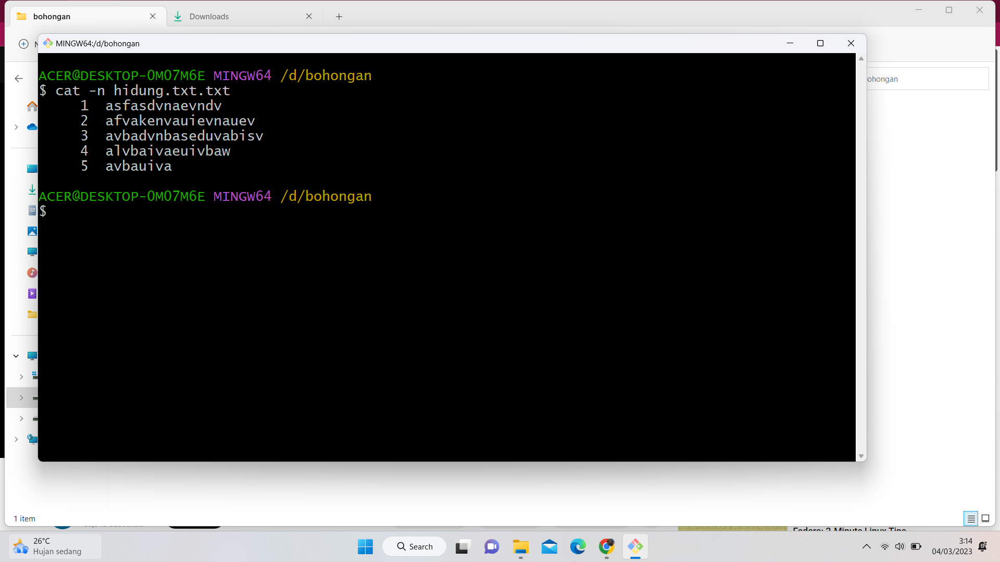 bohongan
Downloads
MINGW64:/d/bohongan
ohongan
ACER@DESKTOP-0M07M6E MINGW64 /d/bohongan
$ cat -n hidung.txt.txt
1 asfasdvnaevndv
2 afvakenvauievnauev
3 avbadvnbaseduvabisv
4 alvbaivaeuivbaw
5 avbauiva
ACER@DESKTOP-0M07M6E MINGW64 /d/bohongan
$
1 item
Fedora: 2-Minute Linux Tips
26°C
Hujan sedang
Search
3:14
04/03/2023